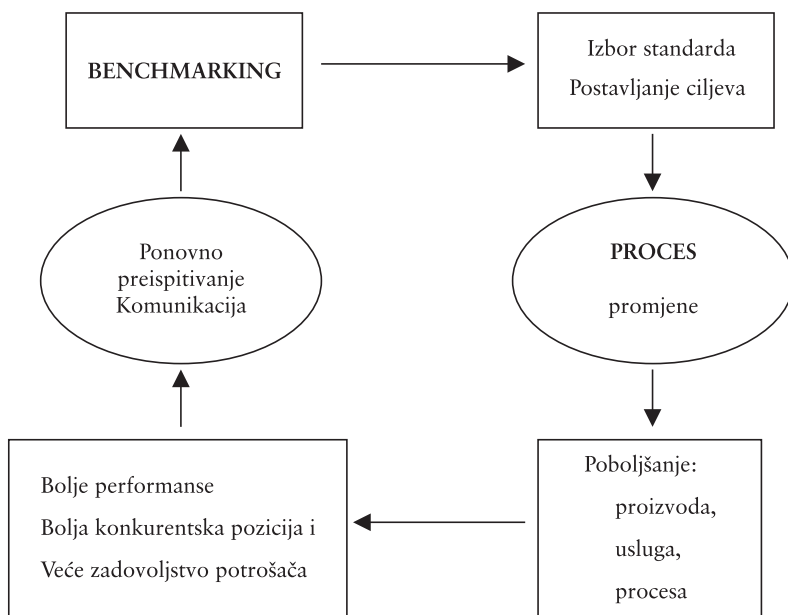 BENCHMARKING
Izbor standarda
Postavljanje ciljeva
Ponovno
preispitivanje
Komunikacija
PROCES
promjene
Bolje performanse
Bolja konkurentska pozicija i
Veće zadovoljstvo potrošača
Poboljšanje:
proizvoda,
usluga,
procesa